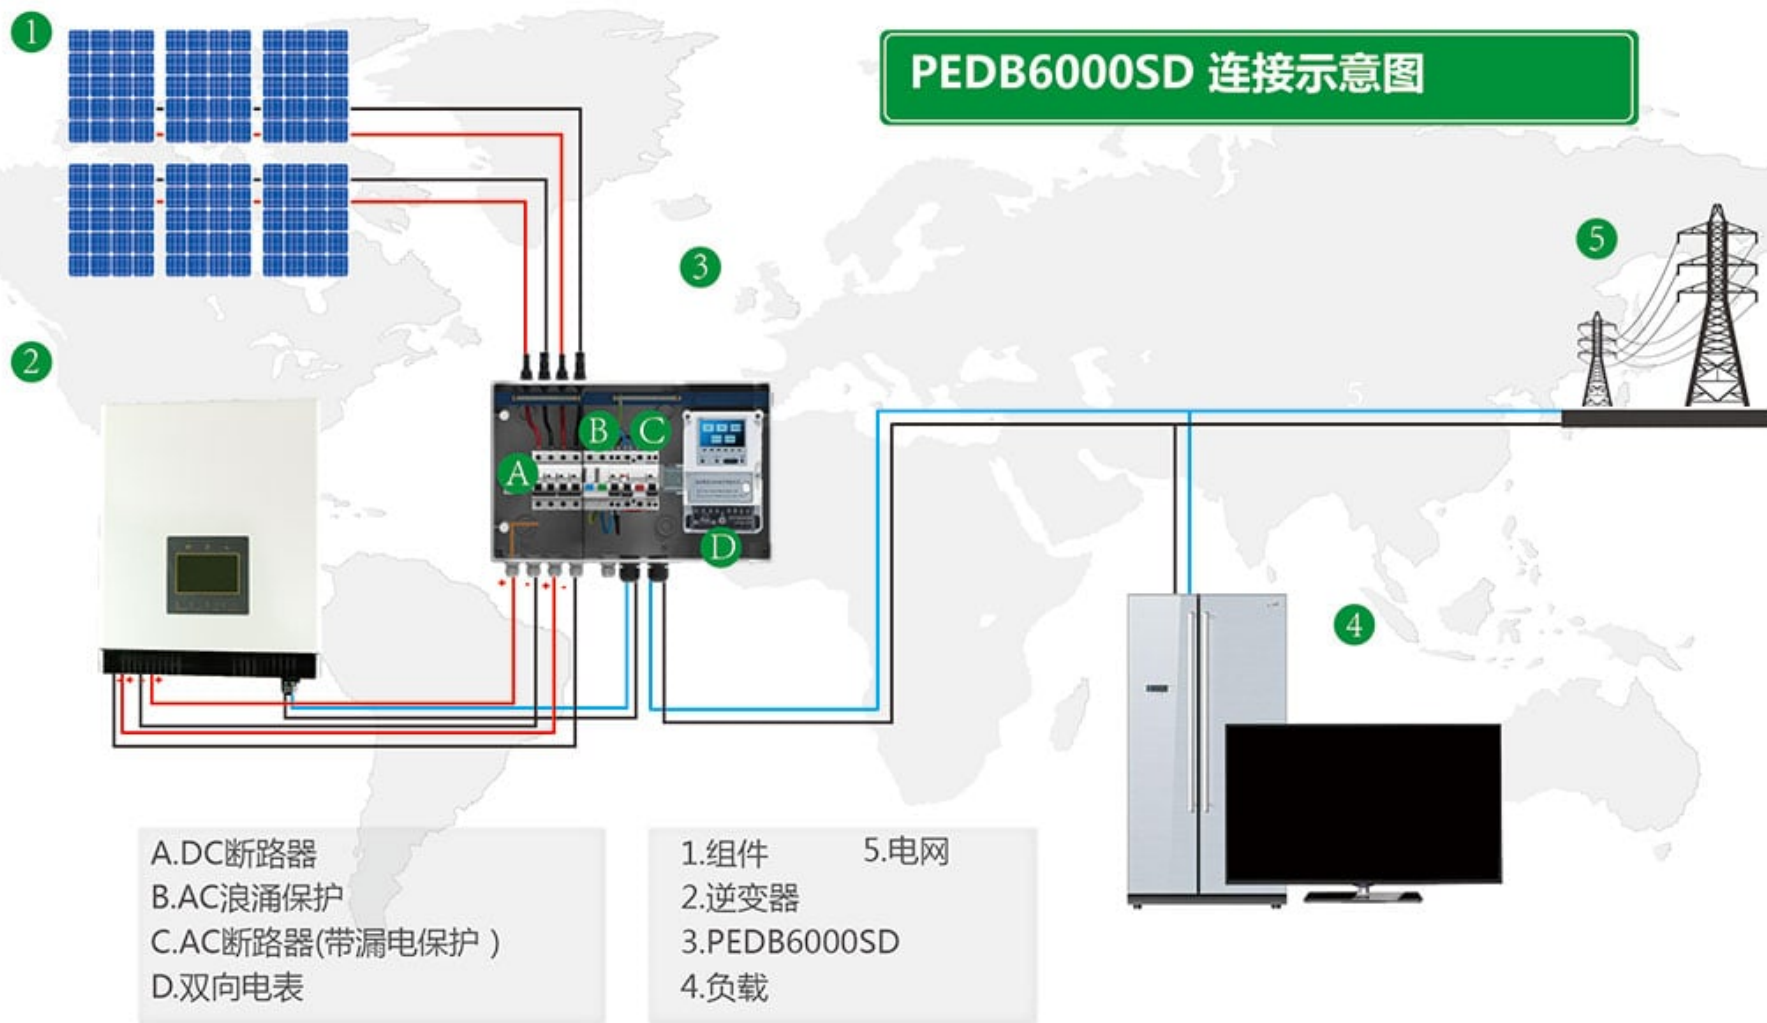 1
PEDB6000SD 连接示意图
3
5
2
5
B
C
A
D
+
-
+
-
4
A.DC断路器
B.AC浪涌保护
C.AC断路器(带漏电保护 )
D.双向电表
1.组件
5.电网
2.逆变器
3.PEDB6000SD
4.负载